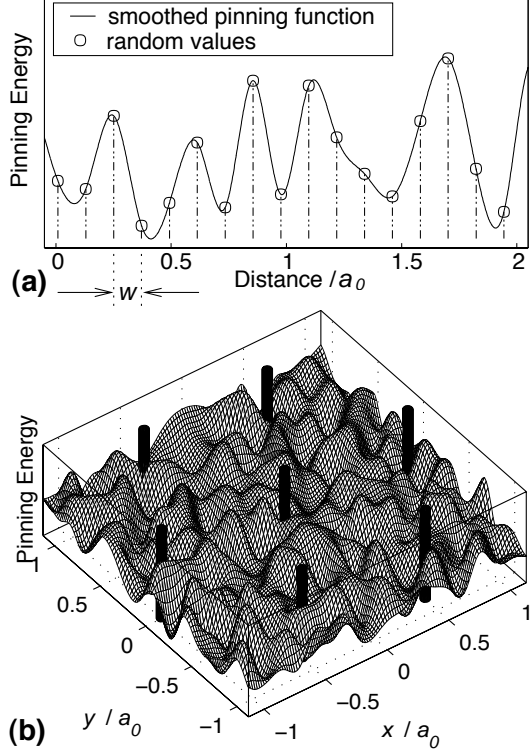 smoothed pinning function
random values
Pinning Energy
0 0.5 1 1.5 2
(a) Distance / a0
w
Pinning Energy
1
0.5
0
−0.5
−1
−1
−0.5
0
0.5
1
(b) y / a0 x / a0